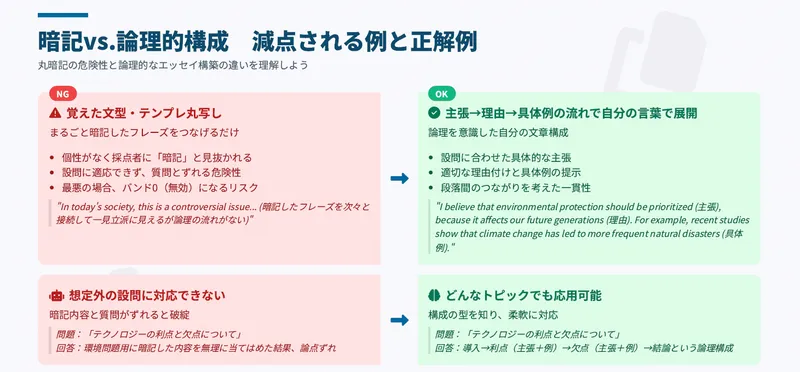 暗記vs.論理的構成　減点される例と正解例
丸暗記の危険性と論理的なエッセイ構築の違いを理解しよう
NG
覚えた文型・テンプレ丸写し
まるごと暗記したフレーズをつなげるだけ
個性がなく採点者に「暗記」と見抜かれる
設問に適応できず、質問とずれる危険性
最悪の場合、バンド0（無効）になるリスク
"In today's society, this is a controversial issue... (暗記したフレーズを次々と
接続して一見立派に見えるが論理の流れがない)"
OK
主張→理由→具体例の流れで自分の言葉で展開
論理を意識した自分の文章構成
設問に合わせた具体的な主張
適切な理由付けと具体例の提示
段落間のつながりを考えた一貫性
"I believe that environmental protection should be prioritized (主張),
because it affects our future generations (理由). For example, recent studies
show that climate change has led to more frequent natural disasters (具体
例)."
想定外の設問に対応できない
暗記内容と質問がずれると破綻
問題：「テクノロジーの利点と欠点について」
回答：環境問題用に暗記した内容を無理に当てはめた結果、論点ずれ
どんなトピックでも応用可能
構成の型を知り、柔軟に対応
問題：「テクノロジーの利点と欠点について」
回答：導入→利点（主張＋例）→欠点（主張＋例）→結論という論理構成